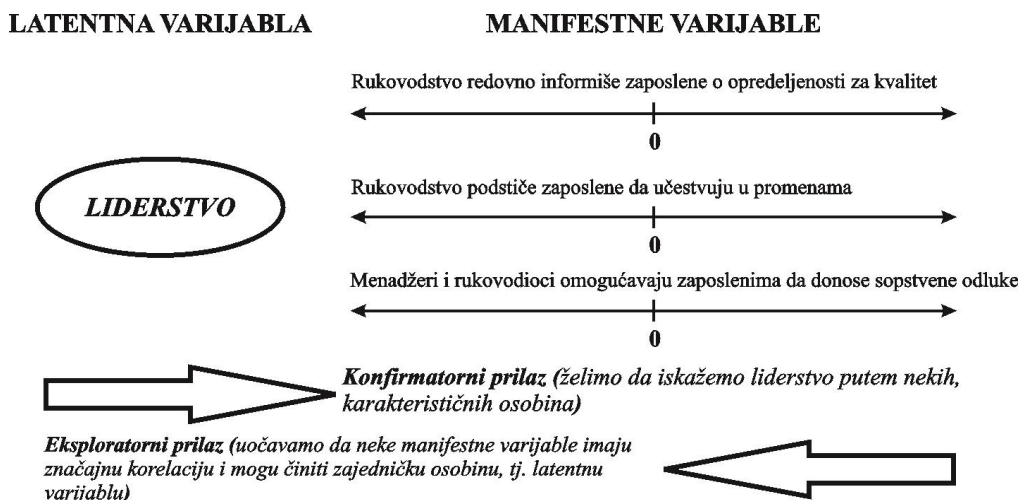 LATENTNA VARIJABLA
MANIFESTNE VARIJABLE
Rukovodstvo redovno informiše zaposlene o opredeljenosti za kvalitet
0
LIDERSTVO
Rukovodstvo podstiče zaposlene da učestvuju u promenama
0
Menadžeri i rukovodioci omogućavaju zaposlenima da donose sopstvene odluke
0
Konfirmatorni prilaz (želimo da iskažemo liderstvo putem nekih,
karakterističnih osobina)
Eksploratorni prilaz (uočavamo da neke manifestne varijable imaju
značajnu korelaciju i mogu činiti zajedničku osobinu, tj. latentnu
varijablu)